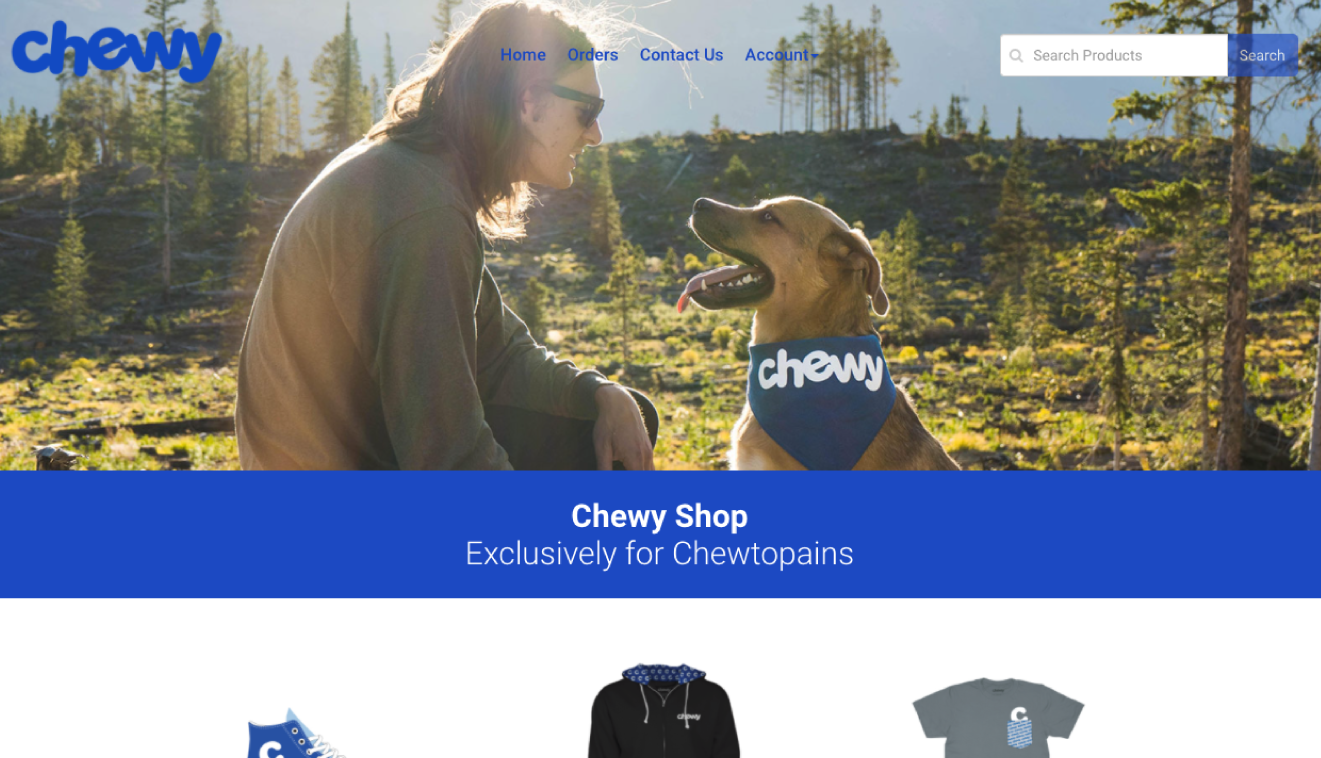 chewy
Home Orders Contact Us Account
Search Products Search
chewy
Chewy Shop
Exclusively for Chewtopains
chewy
C
C